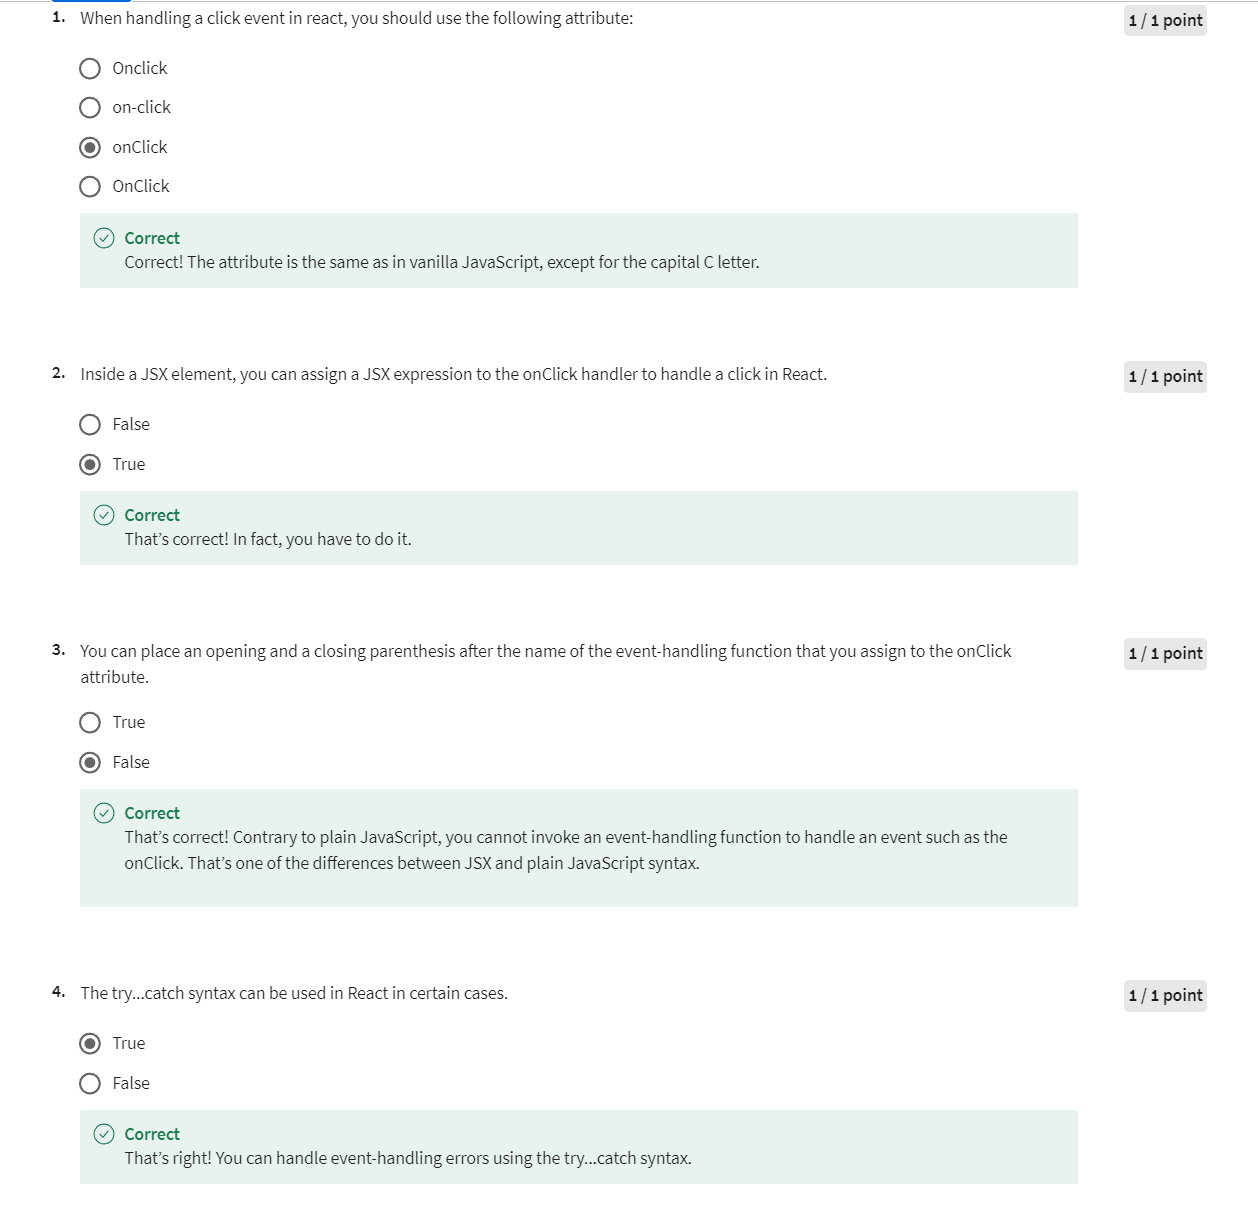 1. When handling a click event in react, you should use the following attribute:
1 / 1 point
Onclick
on-click
onClick
OnClick
Correct
Correct! The attribute is the same as in vanilla JavaScript, except for the capital C letter.
2. Inside a JSX element, you can assign a JSX expression to the onClick handler to handle a click in React.
1 / 1 point
False
True
Correct
That's correct! In fact, you have to do it.
3. You can place an opening and a closing parenthesis after the name of the event-handling function that you assign to the onClick
attribute.
1 / 1 point
True
False
Correct
That's correct! Contrary to plain JavaScript, you cannot invoke an event-handling function to handle an event such as the
onClick. That's one of the differences between JSX and plain JavaScript syntax.
4. The try...catch syntax can be used in React in certain cases.
1 / 1 point
True
False
Correct
That's right! You can handle event-handling errors using the try...catch syntax.